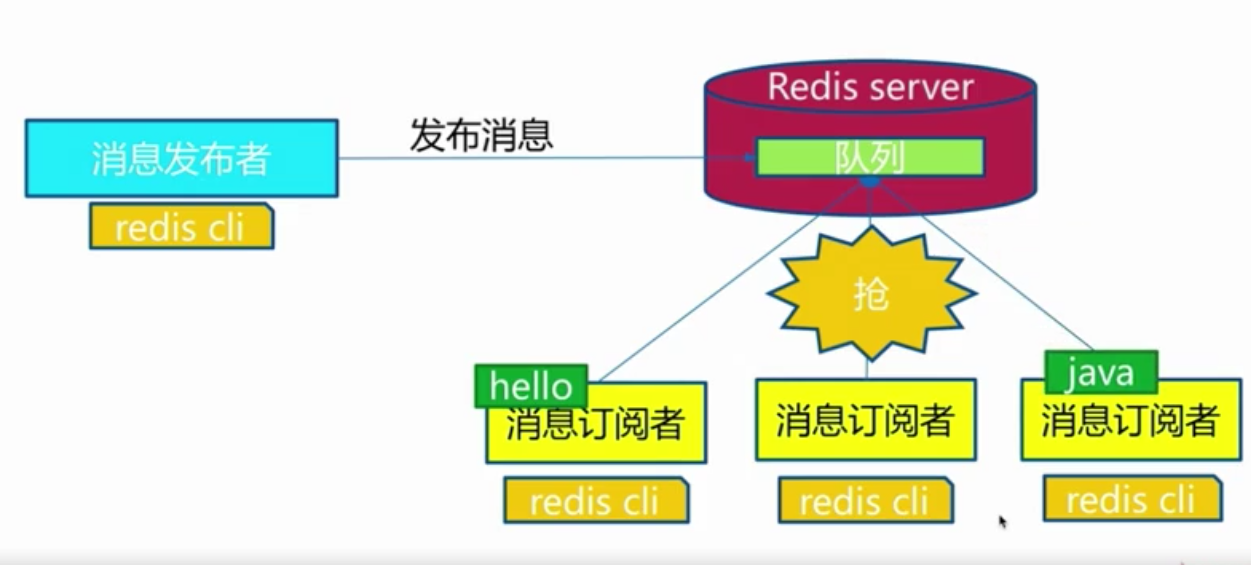 Redis server
发布消息
消息发布者
队列
redis cli
抢
hello
java
消息订阅者
消息订阅者
消息订阅者
redis cli
redis cli
redis cli